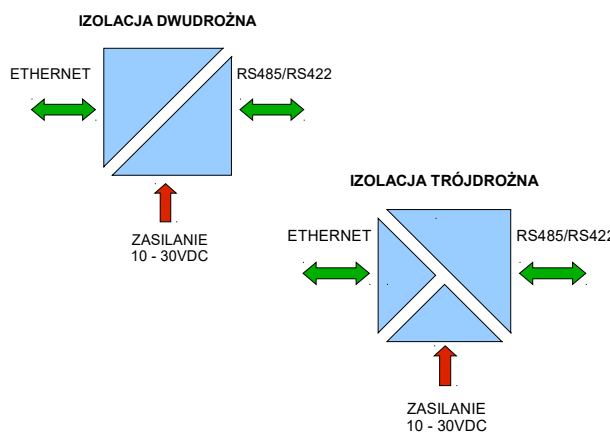 IZOLACJA DWUDROŻNA
ETHERNET
RS485/RS422
ZASILANIE
10 - 30VDC
IZOLACJA TRÓJDROŻNA
ETHERNET
RS485/RS422
ZASILANIE
10 - 30VDC